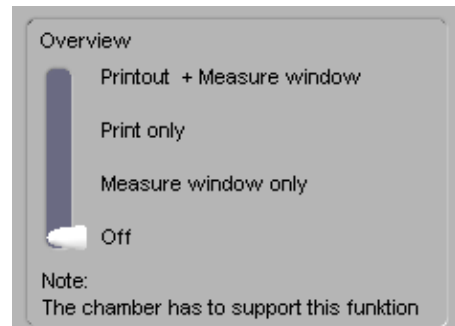 Overview
Printout + Measure window
Print only
Measure window only
Off
Note:
The chamber has to support this funktion